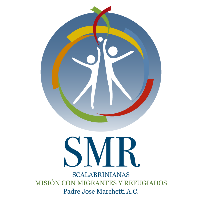 SMR
SCALABRINIANAS
MISIÓN CON MIGRANTES Y REFUGIADOS
Padre José Marchetti, A.C.